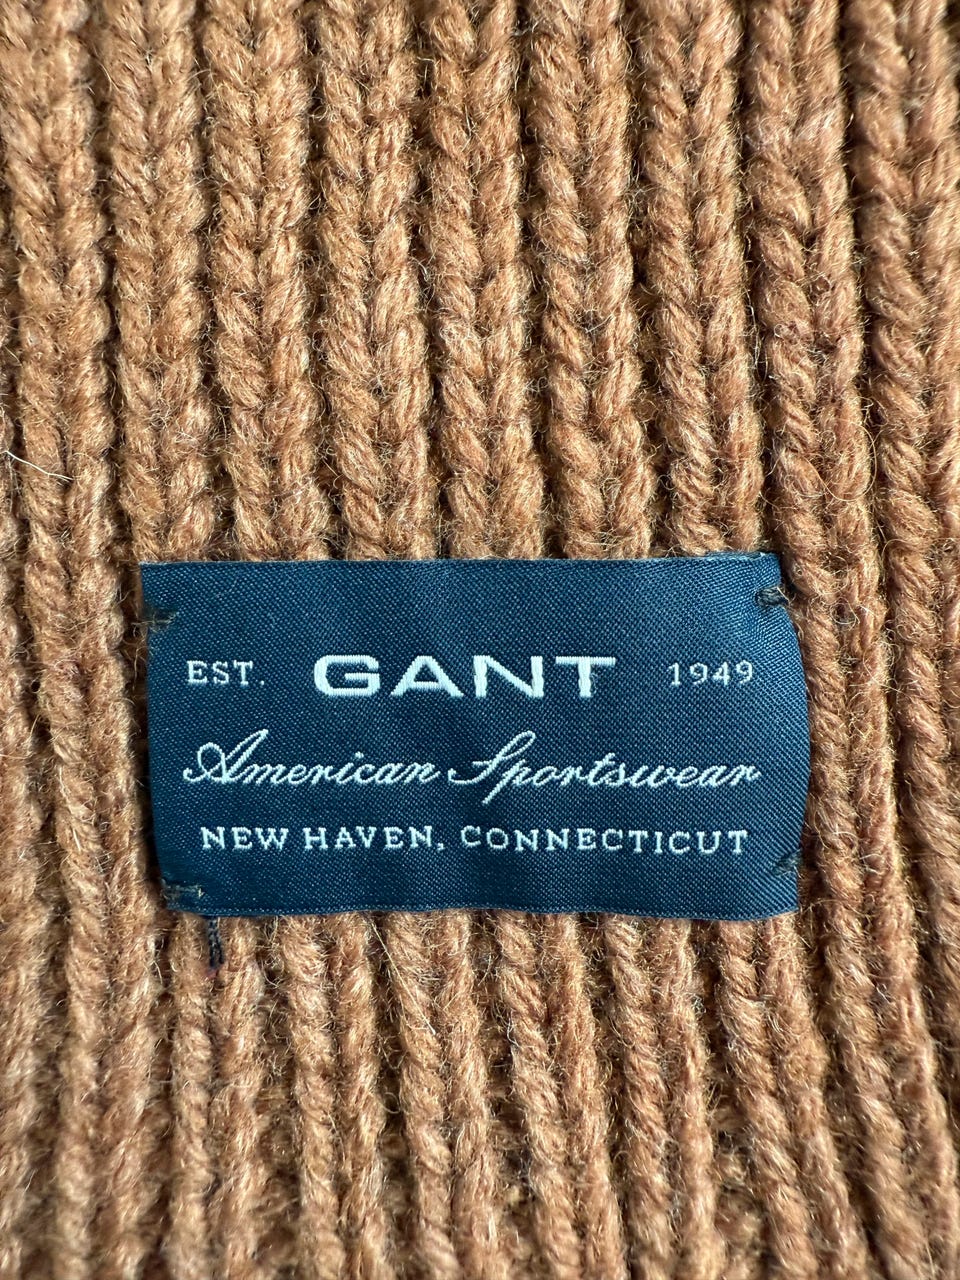 EST. GANT 1949
American Sportswear
NEW HAVEN, CONNECTICUT